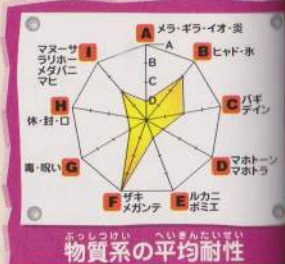 A メラ・ギラ・イオ・炎
A
B
C
D
B ヒャド・氷
C バギ
デイン
D マホトーン
マホトラ
E ルカニ
ボミエ
F ザキ
メガンテ
G 毒・呪い
H 休・封・口
I マヌーサ
ラリホー
メダパニ
マヒ
ぶっしつけい へいきんたいせい
物質系の平均耐性